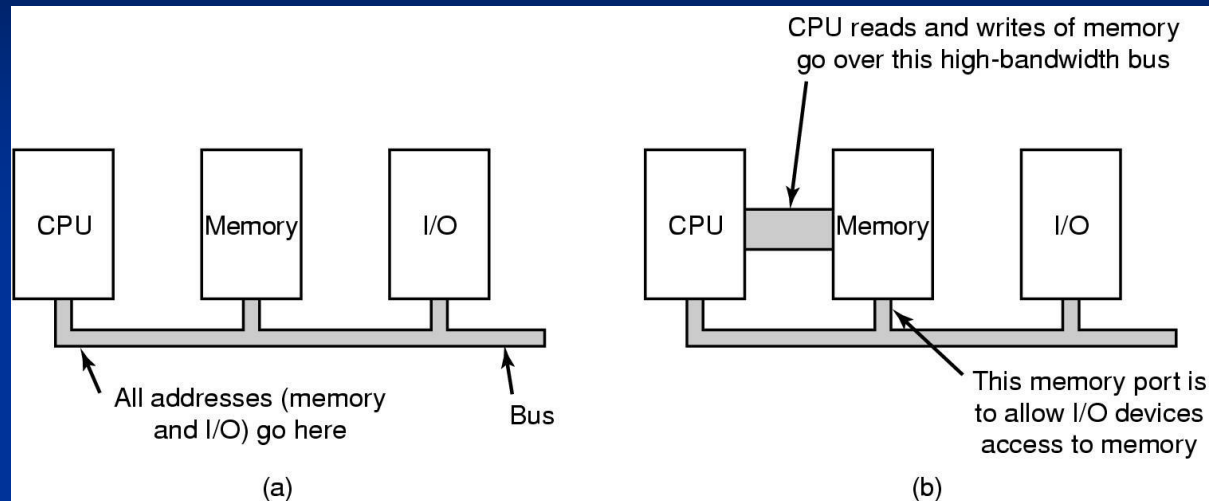 CPU
Memory
I/O
All addresses (memory
and I/O) go here
Bus
(a)
CPU reads and writes of memory
go over this high-bandwidth bus
CPU
Memory
I/O
This memory port is
to allow I/O devices
access to memory
(b)